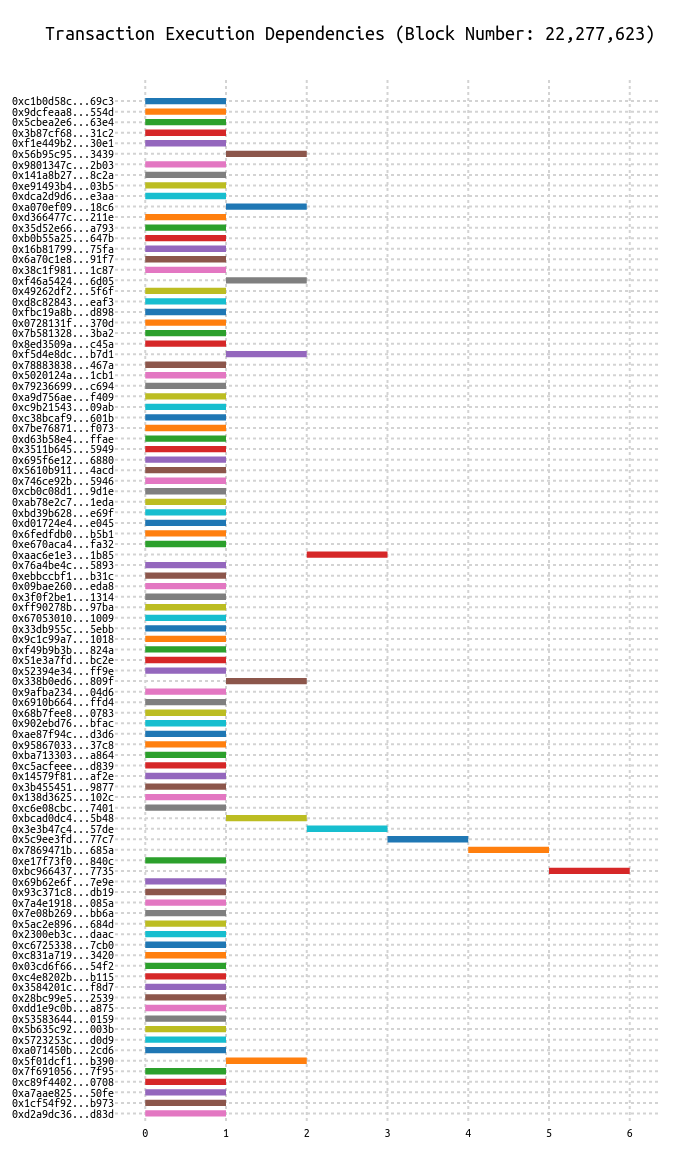 Transaction Execution Dependencies (Block Number: 22,277,623)
0xc1b0d58c...69c3
0x9dcfeaa8...554d
0x5cbea2e6...63e4
0x3b87cf68...31c2
0xf1e449b2...30e1
0x56b95c95...3439
0x9801347c...2b03
0x141a8b27...8c2a
0xe91493b4...03b5
0xdca2d9d6...e3aa
0xa070ef09...18c6
0xd366477c...211e
0x35d52e66...a793
0xb0b55a25...647b
0x16b81799...75fa
0x6a70c1e8...91f7
0x38c1f981...1c87
0xf46a5424...6d05
0x49262df2...5f6f
0xd8c82843...eaf3
0xfbc19a8b...d898
0x0728131f...370d
0x7b581328...3ba2
0x8ed3509a...c45a
0xf5d4e8dc...b7d1
0x78883838...467a
0x5020124a...1cb1
0x79236699...c694
0xa9d756ae...f409
0xc9b21543...09ab
0xc38bcaf9...601b
0x7be76871...f073
0xd63b58e4...ffae
0x3511b645...5949
0x695f6e12...6880
0x5610b911...4acd
0x746ce92b...5946
0xcb0c08d1...9d1e
0xab78e2c7...1eda
0xbd39b628...e69f
0xd01724e4...e045
0x6fedfdb0...b5b1
0xe670aca4...fa32
0xaac6e1e3...1b85
0x76a4be4c...5893
0xebbccbf1...b31c
0x09bae260...eda8
0x3f0f2be1...1314
0xff90278b...97ba
0x67053010...1009
0x33db955c...5ebb
0x9c1c99a7...1018
0xf49b9b3b...824a
0x51e3a7fd...bc2e
0x52394e34...ff9e
0x338b0ed6...809f
0x9afba234...04d6
0x6910b664...ffd4
0x68b7fee8...0783
0x902ebd76...bfac
0xae87f94c...d3d6
0x95867033...37c8
0xba713303...a864
0xc5acfeee...d839
0x14579f81...af2e
0x3b455451...9877
0x138d3625...102c
0xc6e08cbc...7401
0xbcad0dc4...5b48
0x3e3b47c4...57de
0x5c9ee3fd...77c7
0x7869471b...685a
0xe17f73f0...840c
0xbc966437...7735
0x69b62e6f...7e9e
0x93c371c8...db19
0x7a4e1918...085a
0x7e08b269...bb6a
0x5ac2e896...684d
0x2300eb3c...daac
0xc6725338...7cb0
0xc831a719...3420
0x03cd6f66...54f2
0xc4e8202b...b115
0x3584201c...f8d7
0x28bc99e5...2539
0xdd1e9c0b...a875
0x53583644...0159
0x5b635c92...003b
0x5723253c...d0d9
0xa071450b...2cd6
0x5f01dcf1...b390
0x7f691056...7f95
0xc89f4402...0708
0xa7aae825...50fe
0x1cf54f92...b973
0xd2a9dc36...d83d
0 1 2 3 4 5 6